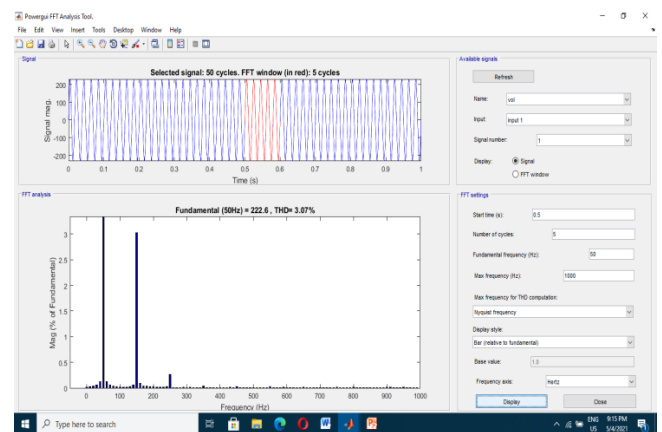 Powergui FFT Analysis Tool.
File Edit View Insert Tools Desktop Window Help
Signal
Selected signal: 50 cycles. FFT window (in red): 5 cycles
Signal mag.
200
100
0
-100
-200
0 0.1 0.2 0.3 0.4 0.5 0.6 0.7 0.8 0.9 1
Time (s)
FFT analysis
Fundamental (50Hz) = 222.6 , THD= 3.07%
Mag (% of Fundamental)
3
2.5
2
1.5
1
0.5
0
0 100 200 300 400 500 600 700 800 900 1000
Frequency (Hz)
Available signals
Refresh
Name: val
Input: input 1
Signal number: 1
Display: Signal
FFT window
FFT settings
Start time (s): 0.5
Number of cycles: 5
Fundamental frequency (Hz): 50
Max frequency (Hz): 1000
Max frequency for THD computation:
Nyquist frequency
Display style:
Bar (relative to fundamental)
Base value: 1.0
Frequency axis: Hertz
Display Close
Type here to search
ENG 9:15 PM
US 5/4/2021